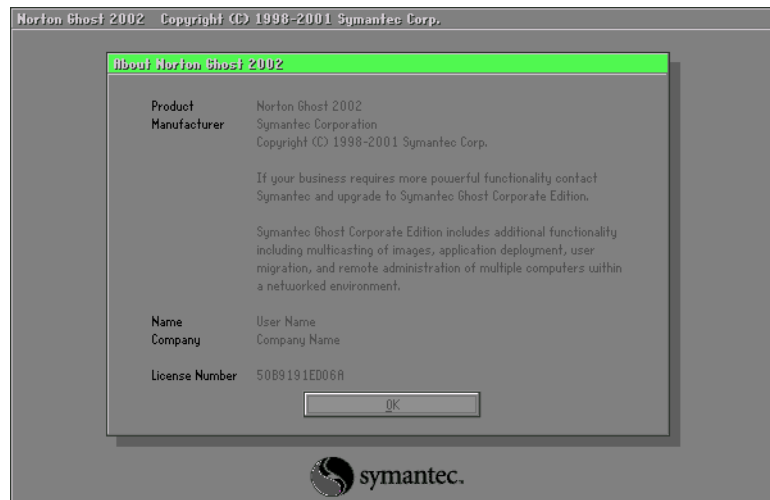 Norton Ghost 2002 Copyright (C) 1998-2001 Symantec Corp.
About Norton Ghost 2002
Product Norton Ghost 2002
Manufacturer Symantec Corporation
Copyright (C) 1998-2001 Symantec Corp.
If your business requires more powerful functionality contact
Symantec and upgrade to Symantec Ghost Corporate Edition.
Symantec Ghost Corporate Edition includes additional functionality
including multicasting of images, application deployment, user
migration, and remote administration of multiple computers within
a networked environment.
Name User Name
Company Company Name
License Number 50B9191ED06A
OK
symantec.